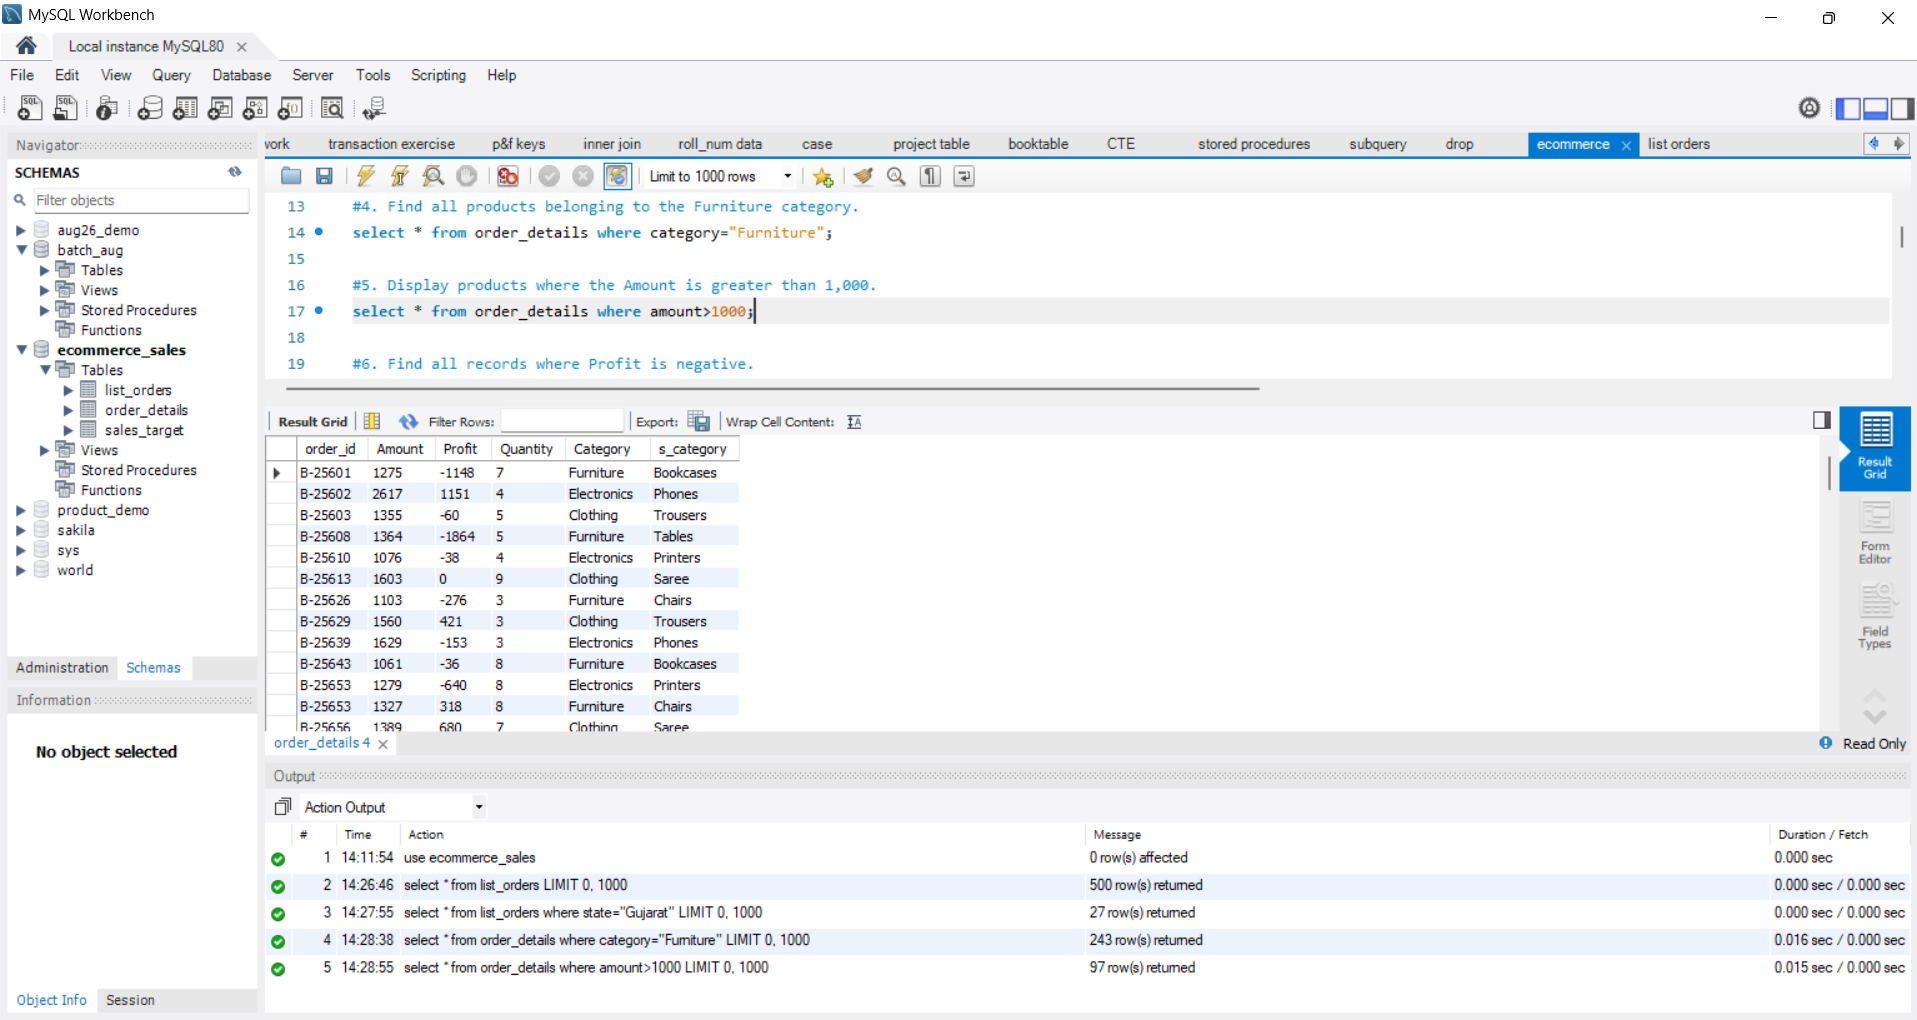 MySQL Workbench
Local instance MySQL80
File Edit View Query Database Server Tools Scripting Help
Navigator
SCHEMAS
Filter objects
aug26_demo
batch_aug
Tables
Views
Stored Procedures
Functions
ecommerce_sales
Tables
list_orders
order_details
sales_target
Views
Stored Procedures
Functions
product_demo
sakila
sys
world
Administration Schemas
Information
No object selected
Object Info Session
work transaction exercise p&f keys inner join roll_num data case project table booktable CTE stored procedures subquery drop ecommerce list orders
Limit to 1000 rows
13 #4. Find all products belonging to the Furniture category.
14 select * from order_details where category="Furniture";
15
16 #5. Display products where the Amount is greater than 1,000.
17 select * from order_details where amount>1000;
18
19 #6. Find all records where Profit is negative.
Result Grid Filter Rows: Export: Wrap Cell Content:
order_id Amount Profit Quantity Category s_category
B-25601 1275 -1148 7 Furniture Bookcases
B-25602 2617 1151 4 Electronics Phones
B-25603 1355 -60 5 Clothing Trousers
B-25608 1364 -1864 5 Furniture Tables
B-25610 1076 -38 4 Electronics Printers
B-25613 1603 0 9 Clothing Saree
B-25626 1103 -276 3 Furniture Chairs
B-25629 1560 421 3 Clothing Trousers
B-25639 1629 -153 3 Electronics Phones
B-25643 1061 -36 8 Furniture Bookcases
B-25653 1279 -640 8 Electronics Printers
B-25653 1327 318 8 Furniture Chairs
B-25656 1389 680 7 Clothing Saree
Result
Grid
Form
Editor
Field
Types
order_details 4
Read Only
Output
Action Output
# Time Action Message Duration / Fetch
1 14:11:54 use ecommerce_sales 0 row(s) affected 0.000 sec
2 14:26:46 select * from list_orders LIMIT 0, 1000 500 row(s) returned 0.000 sec / 0.000 sec
3 14:27:55 select * from list_orders where state="Gujarat" LIMIT 0, 1000 27 row(s) returned 0.000 sec / 0.000 sec
4 14:28:38 select * from order_details where category="Furniture" LIMIT 0, 1000 243 row(s) returned 0.016 sec / 0.000 sec
5 14:28:55 select * from order_details where amount>1000 LIMIT 0, 1000 97 row(s) returned 0.015 sec / 0.000 sec